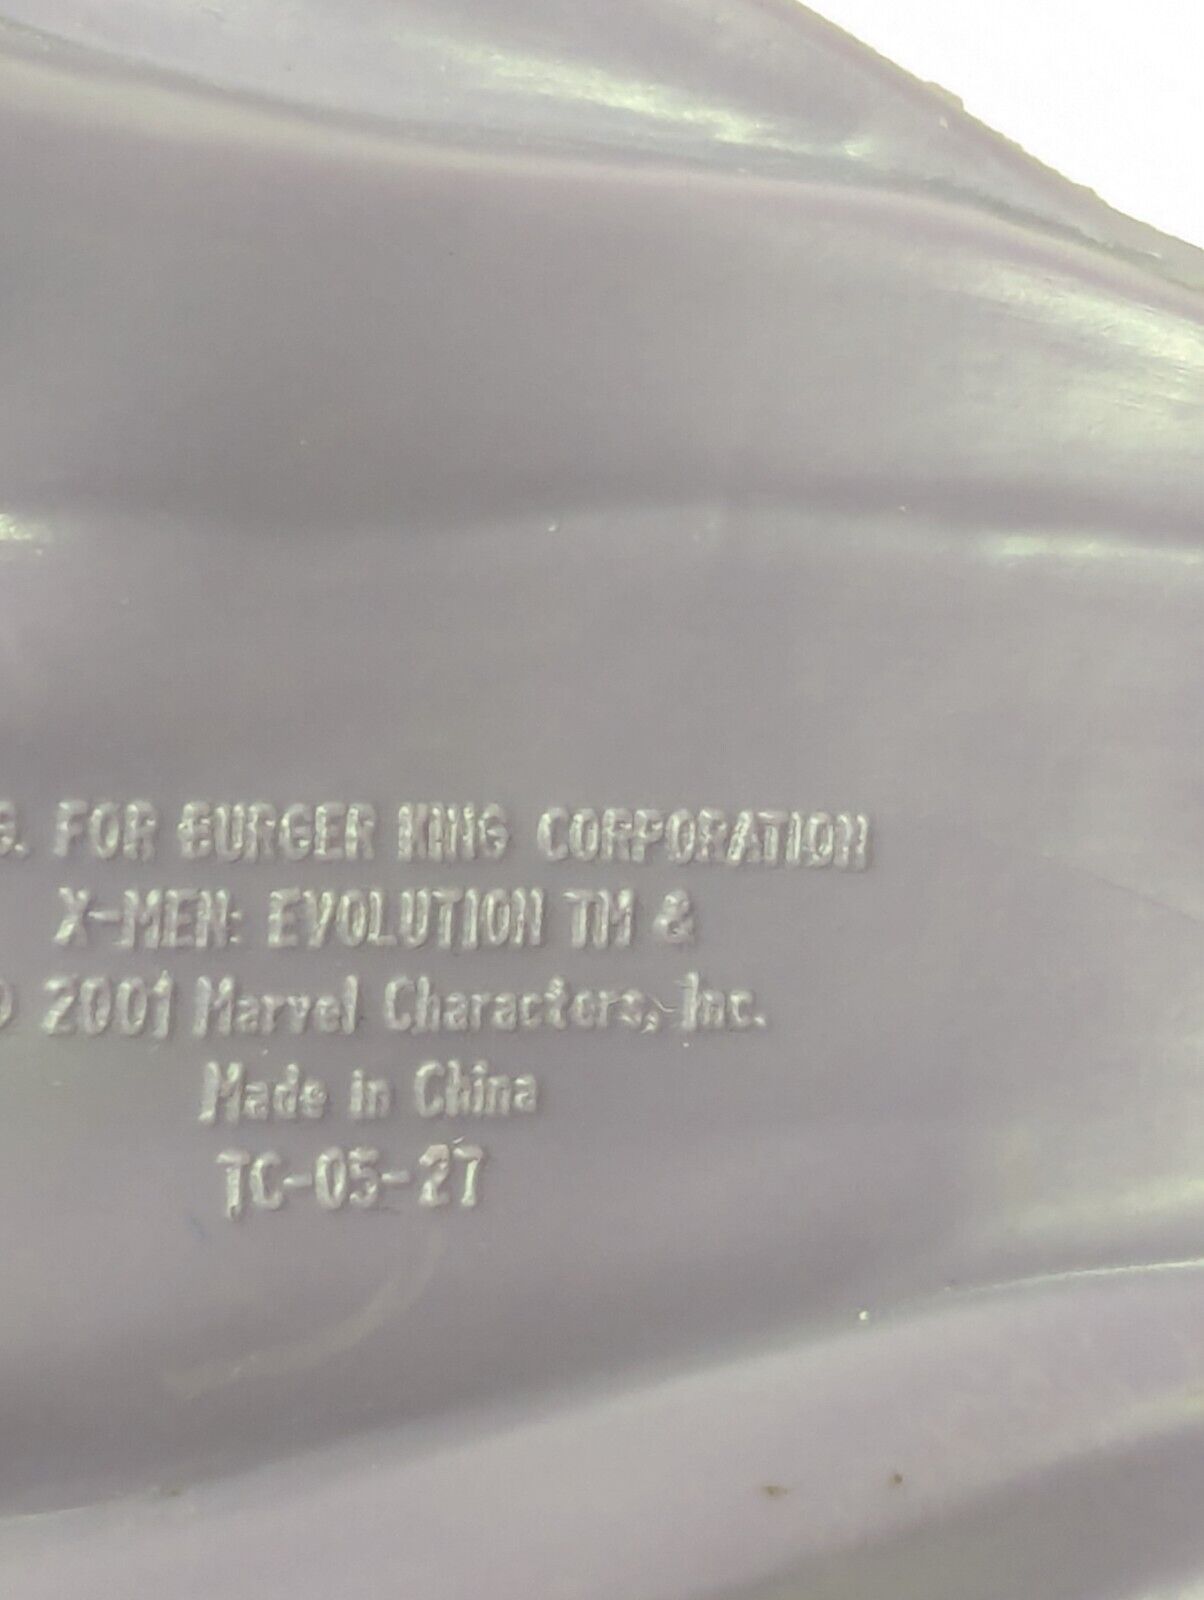 G. FOR BURGER KING CORPORATION
X-MEN: EVOLUTION TM &
© 2001 Marvel Characters, Inc.
Made in China
TC-05-27